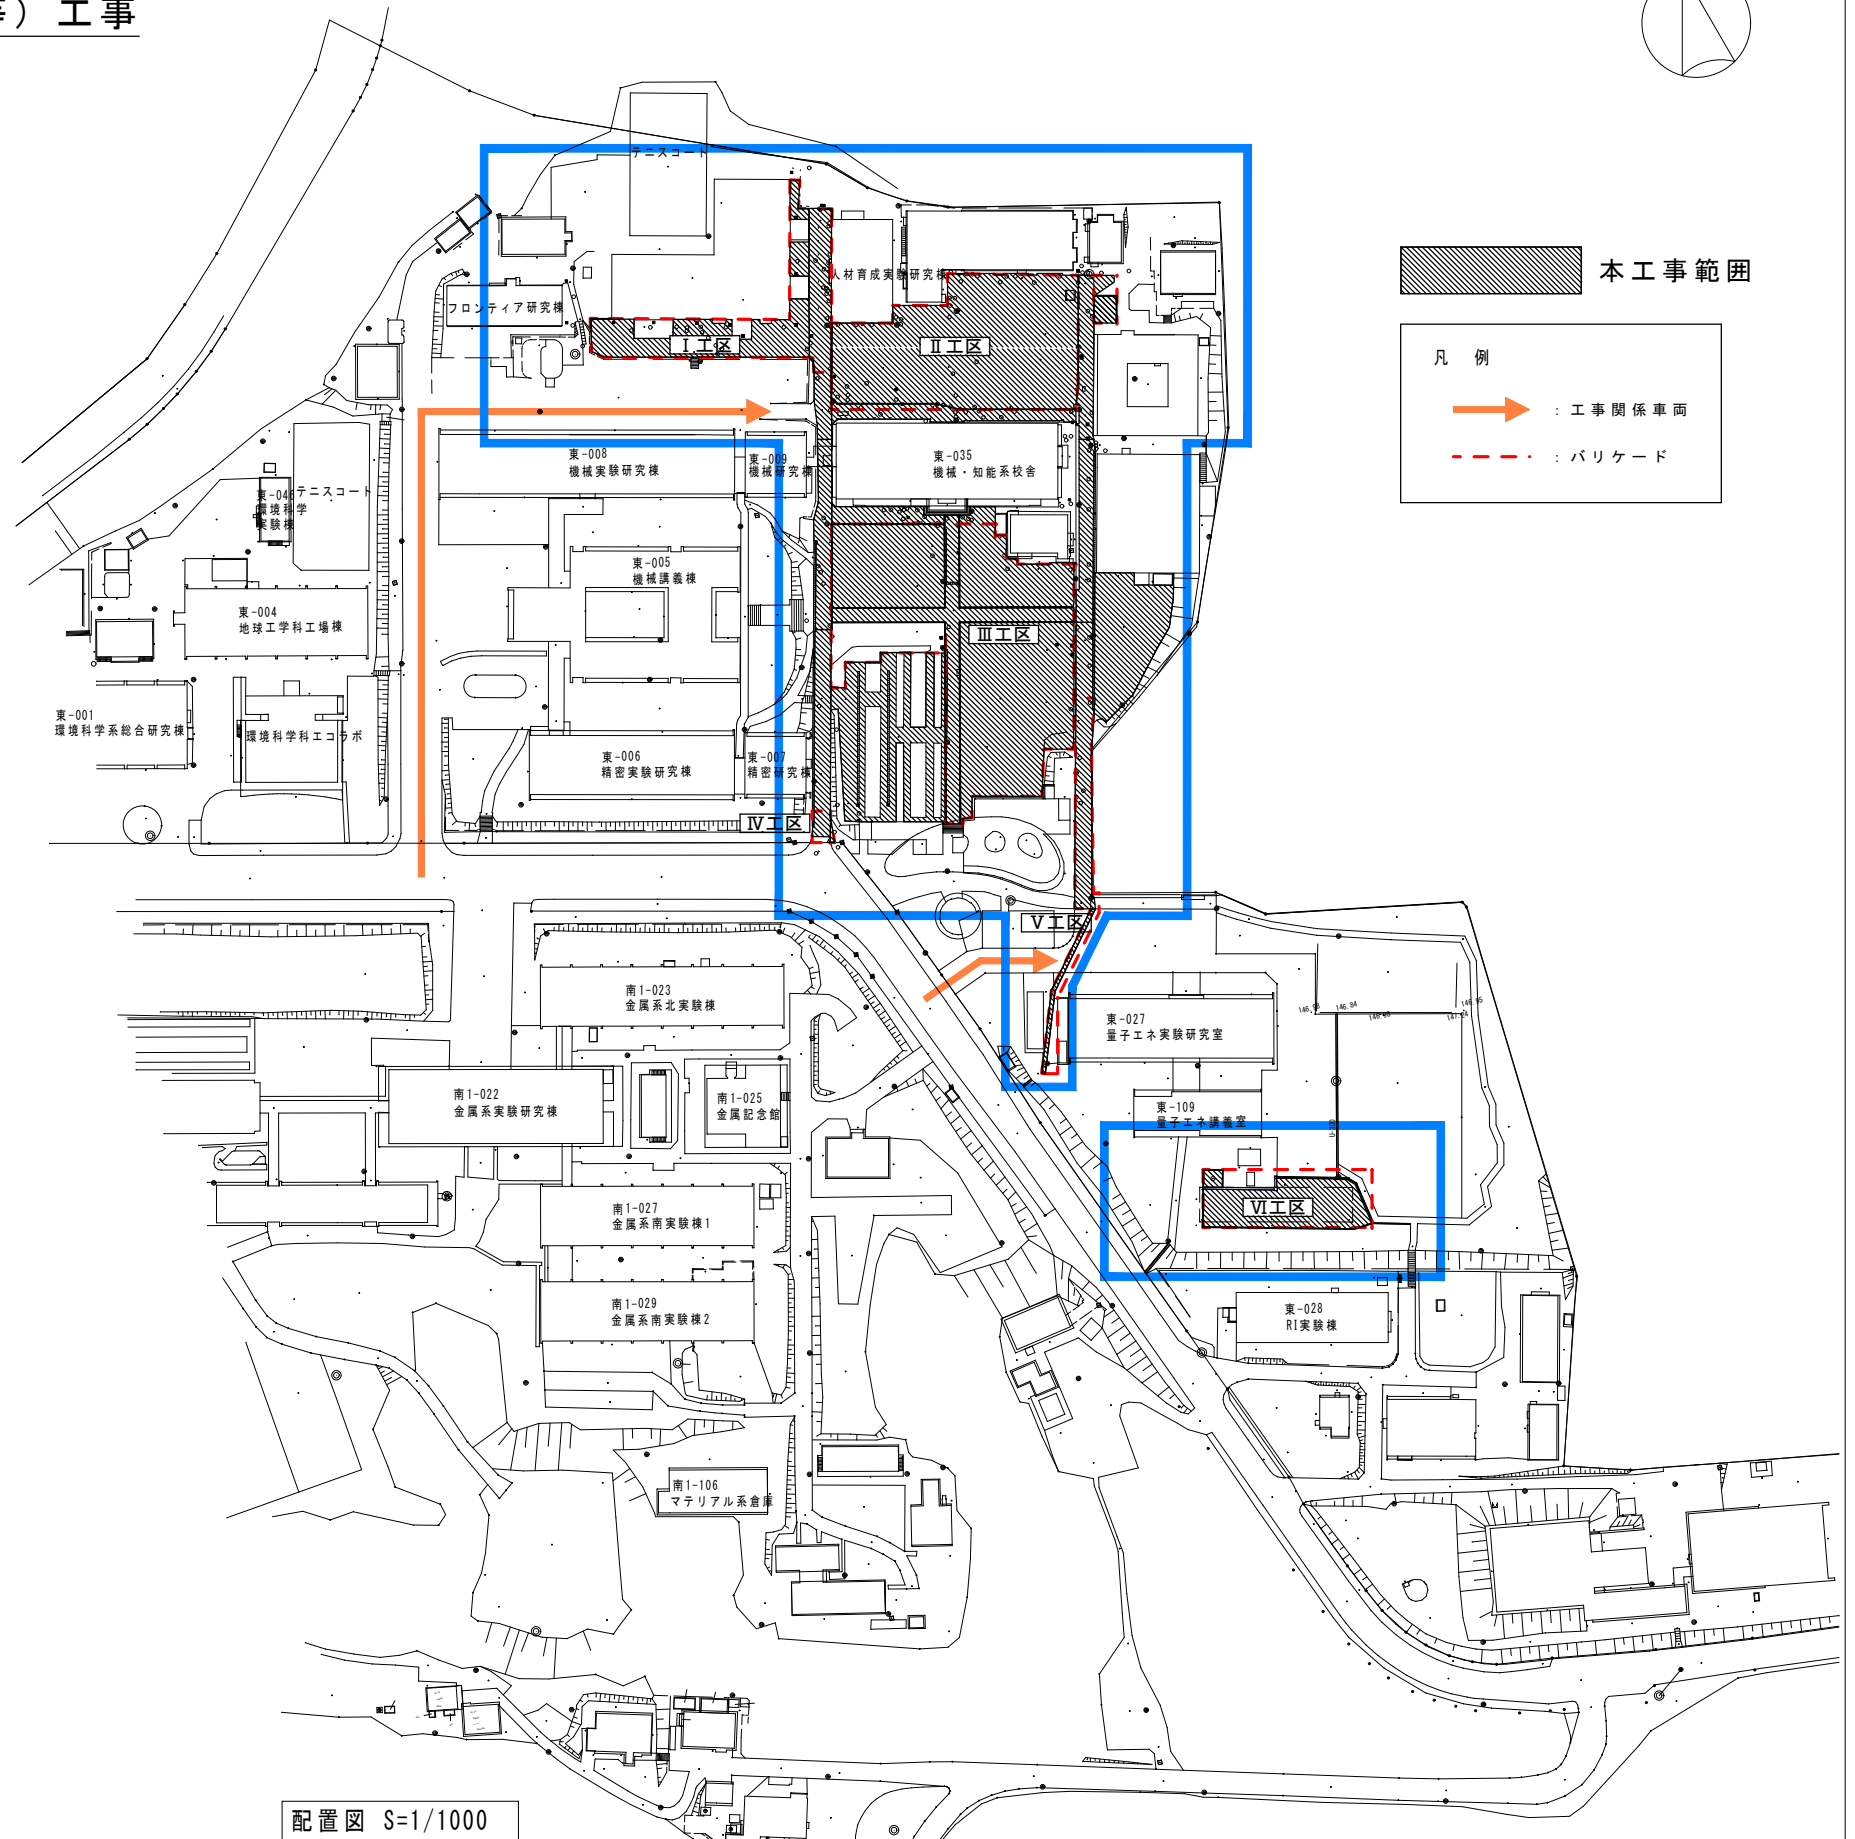 ）工事
テニスコート
本工事範囲
人材育成実験研究棟
フロンティア研究棟
Ⅰ工区
Ⅱ工区
凡 例
：工事関係車両
：バリケード
東-008
機械実験研究棟
東-009
機械研究棟
東-035
機械・知能系校舎
テニスコート
東-046
環境科学
実験棟
東-005
機械講義棟
東-004
地球工学科工場棟
Ⅲ工区
東-001
環境科学系総合研究棟
環境科学科エコラボ
東-006
精密実験研究棟
東-007
精密研究棟
Ⅳ工区
Ⅴ工区
南1-023
金属系北実験棟
東-027
量子エネ実験研究室
146.84
147.24
南1-022
金属系実験研究棟
南1-025
金属記念館
東-109
量子エネ講義室
南1-027
金属系南実験棟1
Ⅵ工区
南1-029
金属系南実験棟2
東-028
RI実験棟
南1-106
マテリアル系倉庫
配置図 S=1/1000